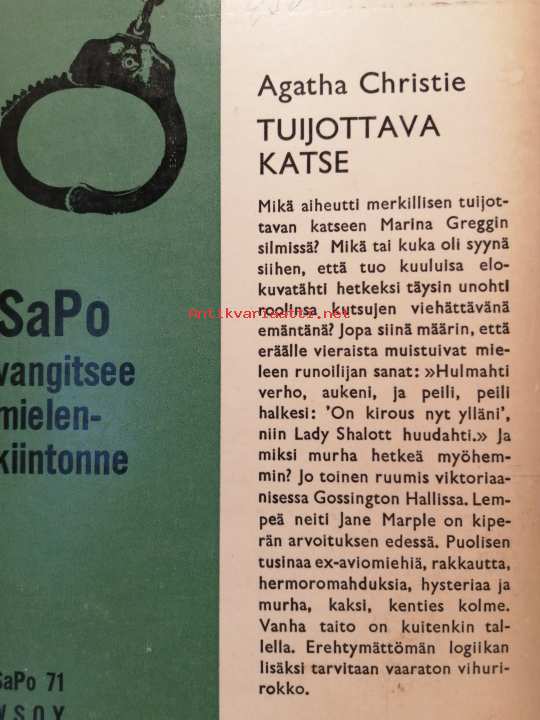 Agatha Christie
TUIJOTTAVA
KATSE
Mikä aiheutti merkillisen tuijot-
tavan katseen Marina Greggin
silmissä? Mikä tai kuka oli syynä
siihen, että tuo kuuluisa elo-
kuvatähti hetkeksi täysin unohti
roolinsa kutsujen viehättävänä
emäntänä? Jopa siinä määrin, että
eräälle vieraista muistuivat mie-
leen runoilijan sanat: »Hulmahti
verho, aukeni, ja peili, peili
halkesi: 'On kirous nyt ylläni',
niin Lady Shalott huudahti.» Ja
miksi murha hetkeä myöhem-
min? Jo toinen ruumis viktoriaa-
nisessa Gossington Hallissa. Lem-
peä neiti Jane Marple on kipe-
rän arvoituksen edessä. Puolisen
tusinaa ex-aviomiehiä, rakkautta,
hermoromahduksia, hysteriaa ja
murha, kaksi, kenties kolme.
Vanha taito on kuitenkin tal-
lella. Erehtymättömän logiikan
lisäksi tarvitaan vaaraton vihuri-
rokko.
SaPo
vangitsee
mielen-
kiintonne
SaPo 71
WSOY
Antikvariaatit.net